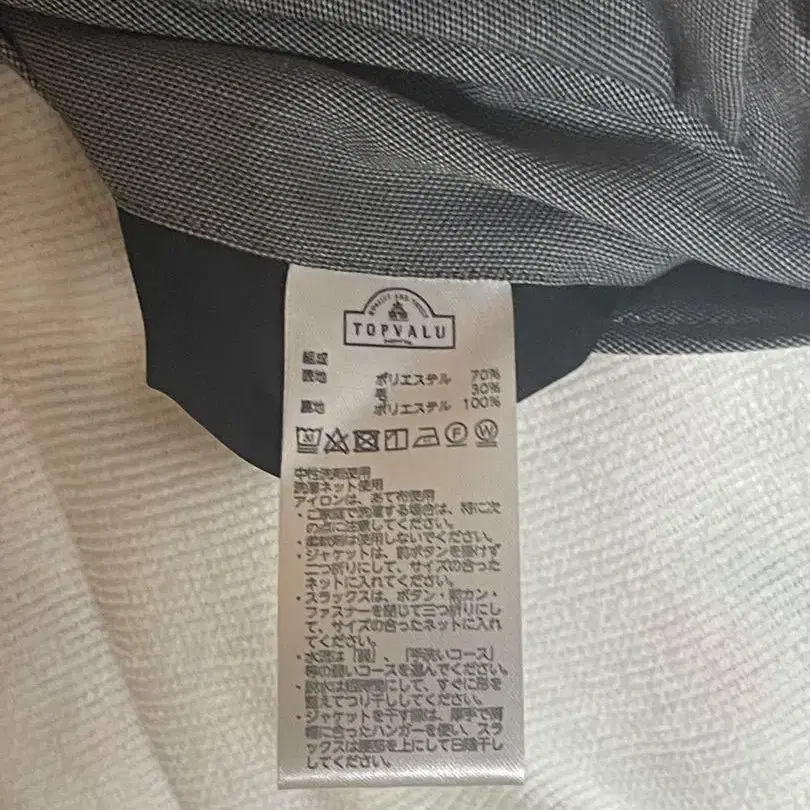 TOPVALU
組成
表地 ポリエステル 70%
毛 30%
裏地 ポリエステル 100%
F W
中性洗剤使用
洗濯ネット使用
アイロンは、あて布使用
・ご家庭で洗濯する場合は、特に次
の点に注意してください。
・柔軟剤は使用しないでください。
・ジャケットは、前ボタンを掛けず
二つ折りにして、サイズの合った
ネットに入れてください。
・スラックスは、ボタン・前カン・
ファスナーを閉じて三つ折りにし
て、サイズの合ったネットに入れ
てください。
・水流は「弱」、「手洗いコース」
等の弱いコースを選んでください。
・脱水は短時間にして、すぐに形を
整えてつり干ししてください。
・ジャケットを干す際は、厚手で肩
幅に合ったハンガーを使い、スラ
ックスは腰部を上にして日陰干し
してください。